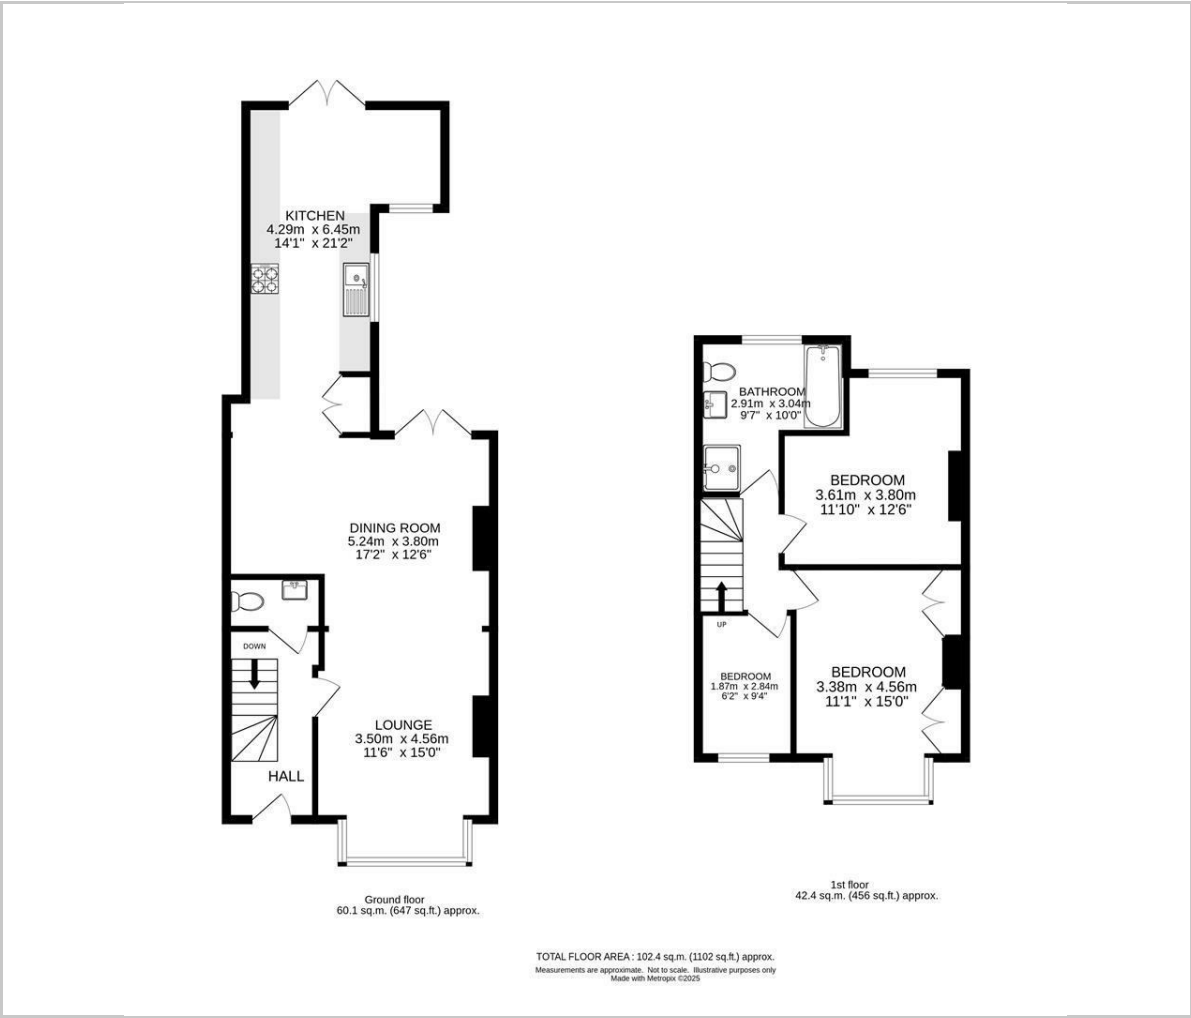 KITCHEN
4.29m x 6.45m
14'1" x 21'2"
DINING ROOM
5.24m x 3.80m
17'2" x 12'6"
DOWN
LOUNGE
3.50m x 4.56m
11'6" x 15'0"
HALL
Ground floor
60.1 sq.m. (647 sq.ft.) approx.
BATHROOM
2.91m x 3.04m
9'7" x 10'0"
BEDROOM
3.61m x 3.80m
11'10" x 12'6"
UP
BEDROOM
1.87m x 2.84m
6'2" x 9'4"
BEDROOM
3.38m x 4.56m
11'1" x 15'0"
1st floor
42.4 sq.m. (456 sq.ft.) approx.
TOTAL FLOOR AREA : 102.4 sq.m. (1102 sq.ft.) approx.
Measurements are approximate. Not to scale. Illustrative purposes only
Made with Metropix ©2025